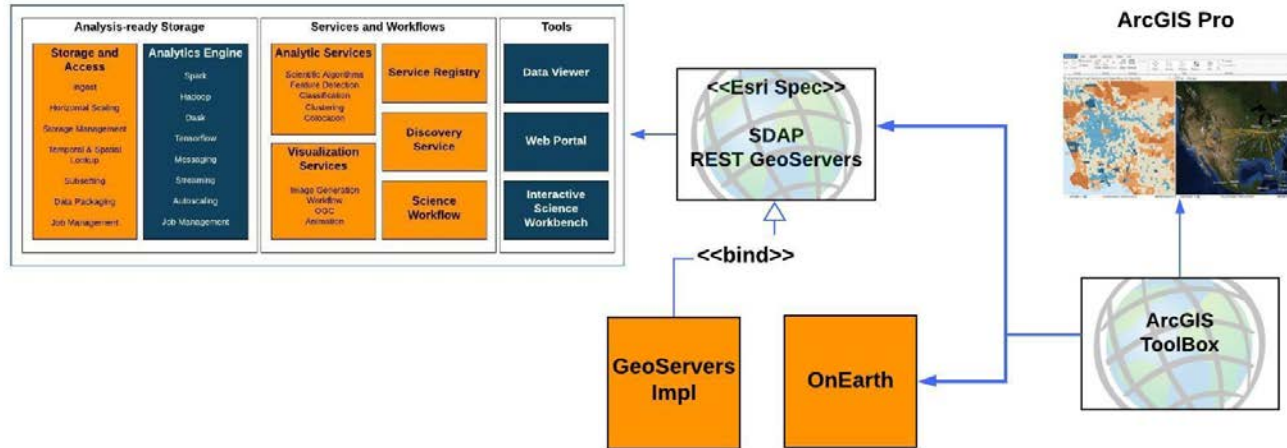 Analysis-ready Storage
Services and Workflows
Tools
Storage and
Access
Ingest
Horizontal Scaling
Storage Management
Temporal & Spatial
Lookup
Subsetting
Data Packaging
Job Management
Analytics Engine
Spark
Hadoop
Dask
Tensorflow
Messaging
Streaming
Autoscaling
Job Management
Analytic Services
Scientific Algorithms
Feature Detection
Classification
Clustering
Colocation
Visualization
Services
Image Generation
Workflow
OGC
Animation
Service Registry
Discovery
Service
Science
Workflow
Data Viewer
Web Portal
Interactive
Science
Workbench
<<Esri Spec>>
SDAP
REST GeoServers
<<bind>>
GeoServers
Impl
OnEarth
ArcGIS Pro
ArcGIS
ToolBox